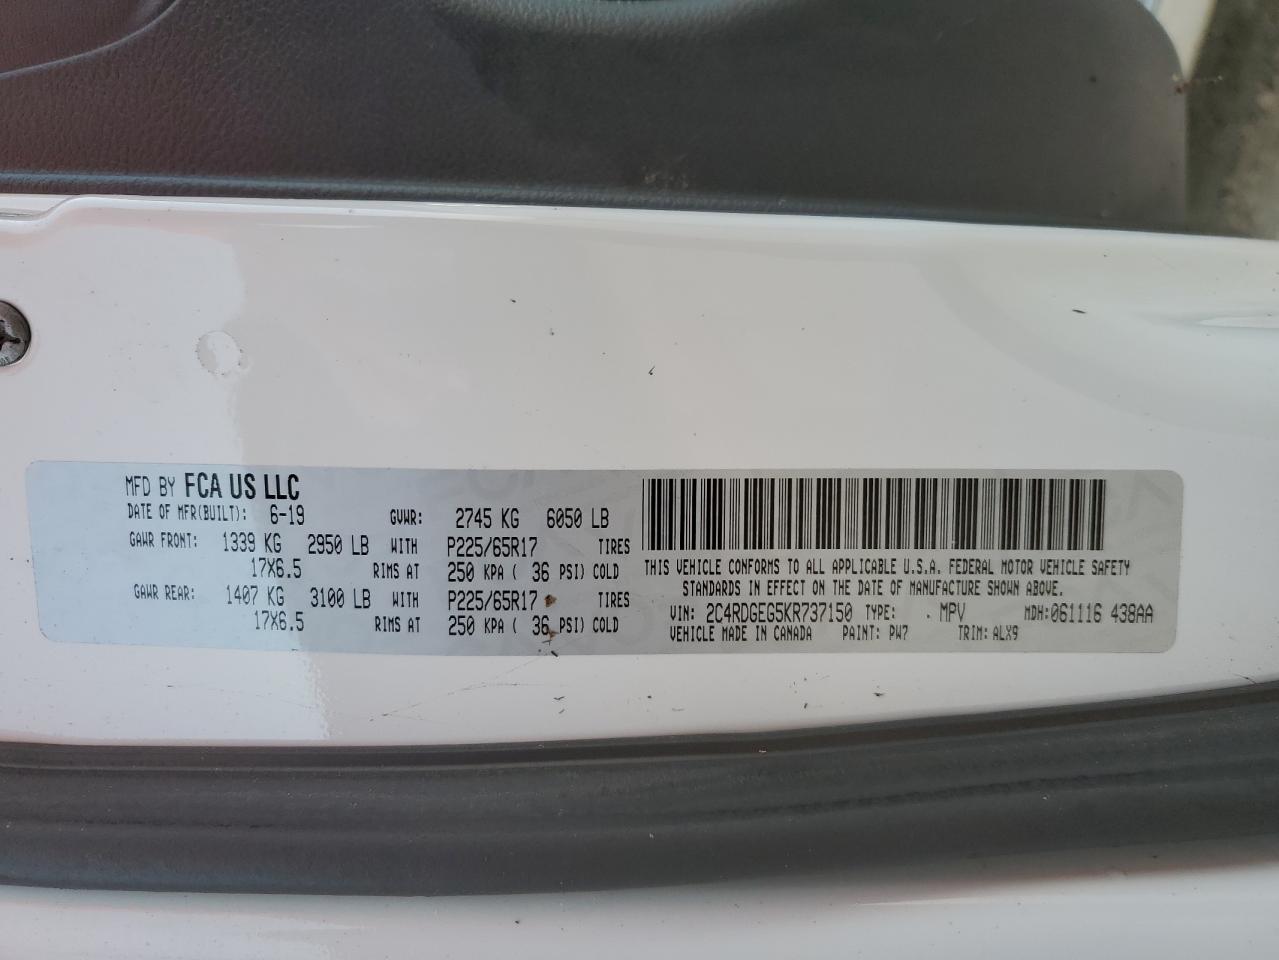 MFD BY FCA US LLC
DATE OF MFR(BUILT): 6-19 GVWR: 2745 KG 6050 LB
GAWR FRONT: 1339 KG 2950 LB WITH P225/65R17 TIRES
17X6.5 RIMS AT 250 KPA ( 36 PSI) COLD
GAWR REAR: 1407 KG 3100 LB WITH P225/65R17 TIRES
17X6.5 RIMS AT 250 KPA ( 36 PSI) COLD
THIS VEHICLE CONFORMS TO ALL APPLICABLE U.S.A. FEDERAL MOTOR VEHICLE SAFETY
STANDARDS IN EFFECT ON THE DATE OF MANUFACTURE SHOWN ABOVE.
VIN: 2C4RDGEG5KR737150 TYPE: MPV MDH:061116 438AA
VEHICLE MADE IN CANADA PAINT: PW7 TRIM: ALX9